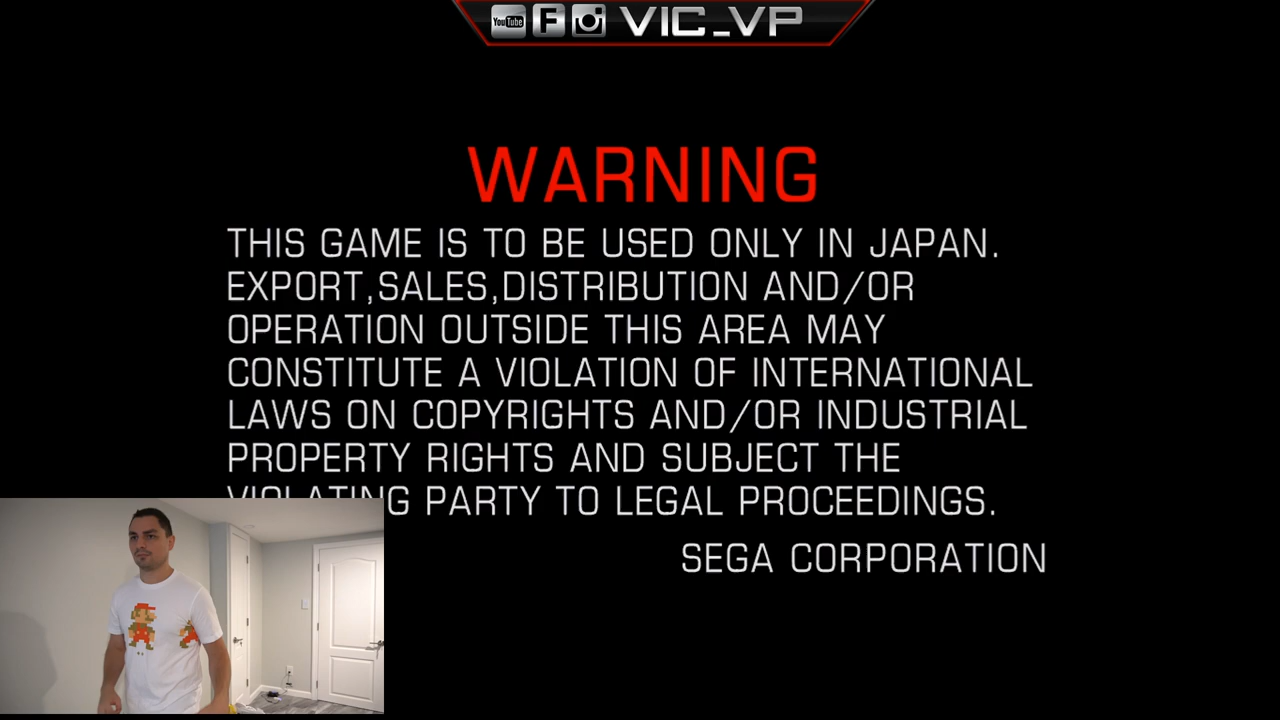 YouTube F VIC_VP
WARNING
THIS GAME IS TO BE USED ONLY IN JAPAN.
EXPORT,SALES,DISTRIBUTION AND/OR
OPERATION OUTSIDE THIS AREA MAY
CONSTITUTE A VIOLATION OF INTERNATIONAL
LAWS ON COPYRIGHTS AND/OR INDUSTRIAL
PROPERTY RIGHTS AND SUBJECT THE
VIOLATING PARTY TO LEGAL PROCEEDINGS.
SEGA CORPORATION